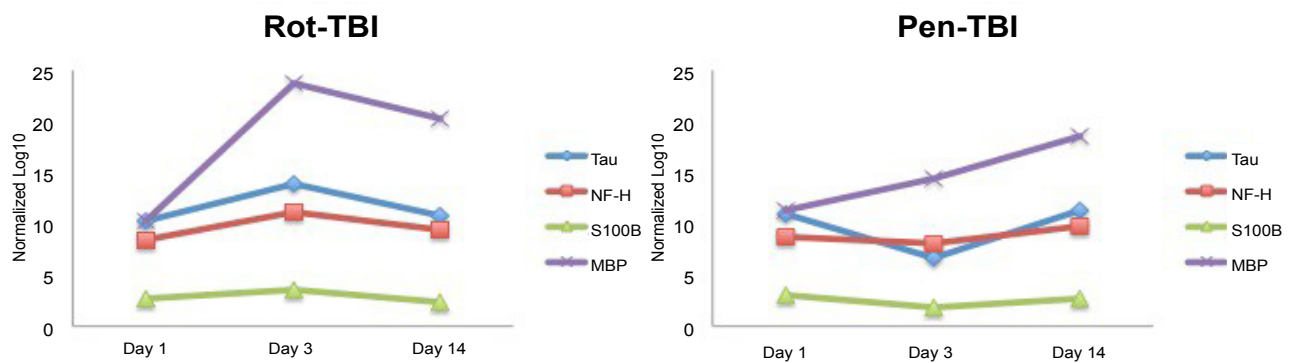 Rot-TBI
Normalized Log10
25
20
15
10
5
0
Day 1
Day 3
Day 14
Tau
NF-H
S100B
MBP
Pen-TBI
Normalized Log10
25
20
15
10
5
0
Day 1
Day 3
Day 14
Tau
NF-H
S100B
MBP